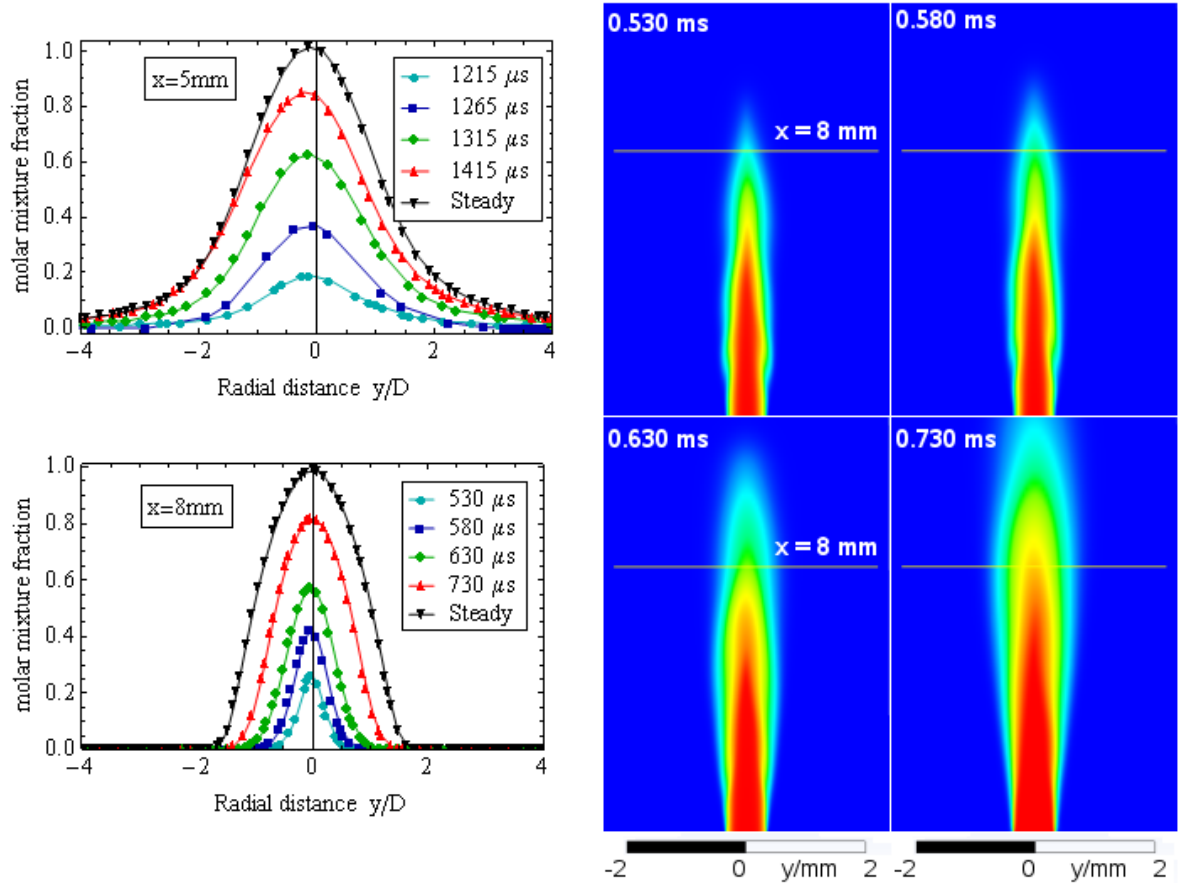 molar mixture fraction
1.0
0.8
0.6
0.4
0.2
0.0
x=5mm
1215 μs
1265 μs
1315 μs
1415 μs
Steady
−4 −2 0 2 4
Radial distance y/D
molar mixture fraction
1.0
0.8
0.6
0.4
0.2
0.0
x=8mm
530 μs
580 μs
630 μs
730 μs
Steady
−4 −2 0 2 4
Radial distance y/D
0.530 ms
x = 8 mm
0.580 ms
0.630 ms
x = 8 mm
0.730 ms
-2 0 y/mm 2
-2 0 y/mm 2